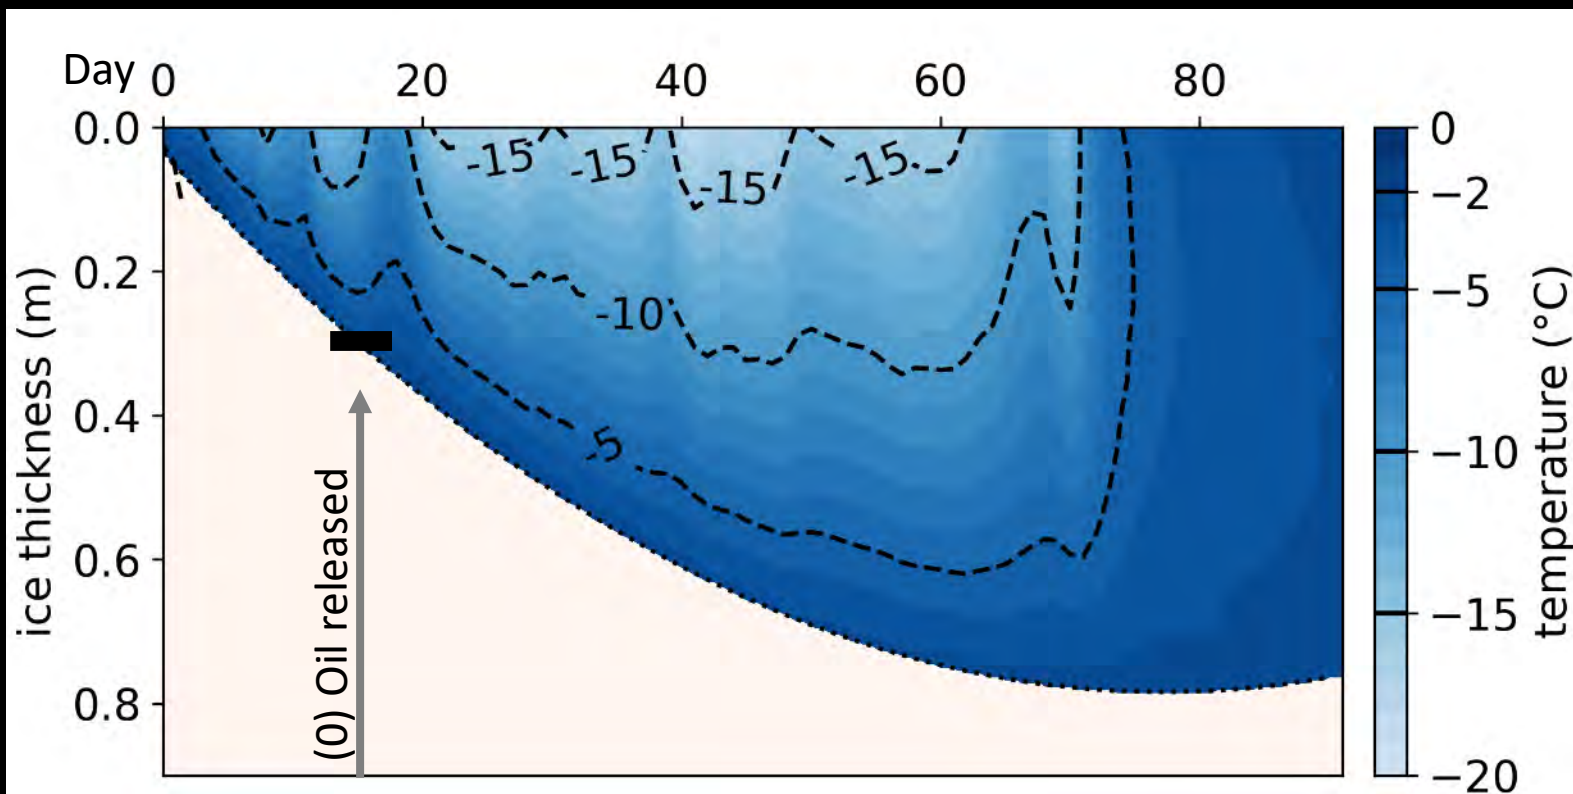 Day 0 20 40 60 80
0.0
0.2
0.4
0.6
0.8
ice thickness (m)
-15 -15 -15 -15
-10
-5
(0) Oil released
0
−2
−5
−10
−15
−20
temperature (°C)